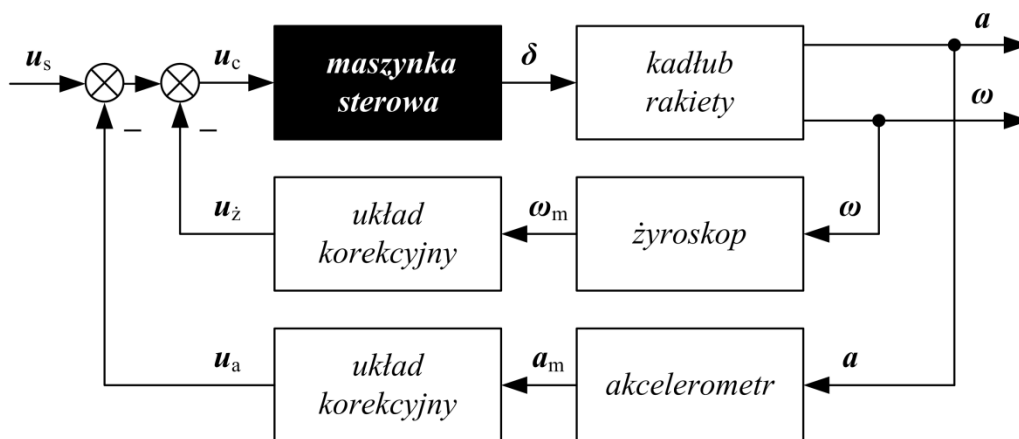 u_s
u_c
maszynka
sterowa
δ
kadłub
rakiety
a
ω
−
−
u_ż
układ
korekcyjny
ω_m
żyroskop
ω
u_a
układ
korekcyjny
a_m
akcelerometr
a